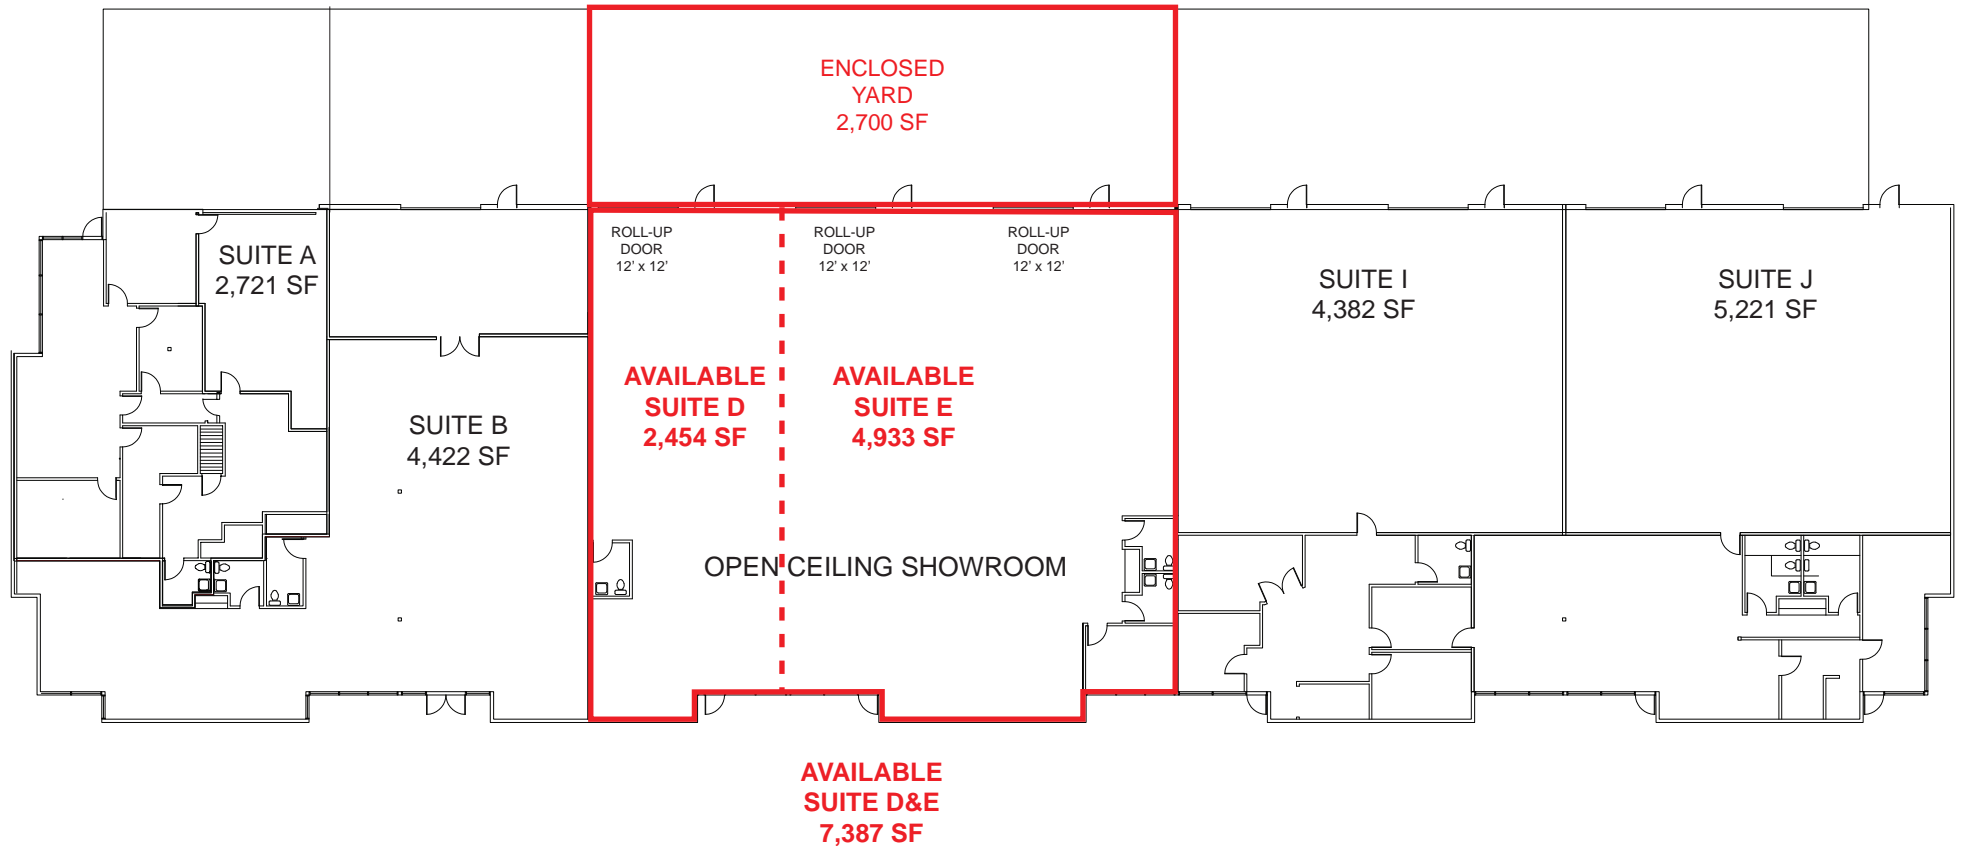 ENCLOSED
YARD
2,700 SF
ROLL-UP
DOOR
12' x 12'
ROLL-UP
DOOR
12' x 12'
ROLL-UP
DOOR
12' x 12'
SUITE A
2,721 SF
SUITE I
4,382 SF
SUITE J
5,221 SF
AVAILABLE
SUITE D
2,454 SF
AVAILABLE
SUITE E
4,933 SF
SUITE B
4,422 SF
OPEN CEILING SHOWROOM
AVAILABLE
SUITE D&E
7,387 SF